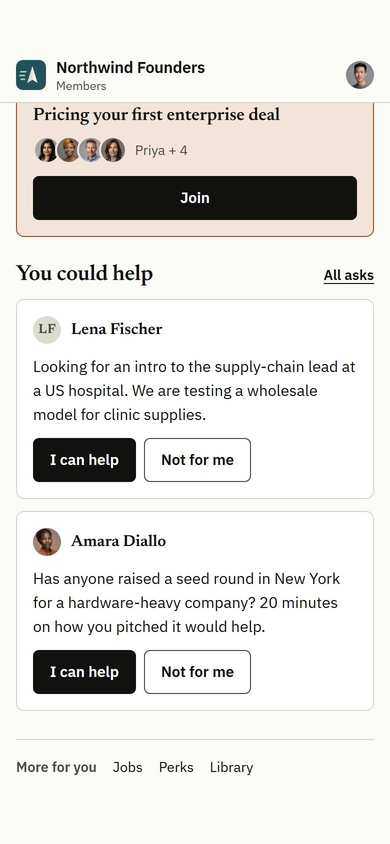 Northwind Founders
Members
Pricing your first enterprise deal
Priya + 4
Join
You could help
All asks
LF
Lena Fischer
Looking for an intro to the supply-chain lead at
a US hospital. We are testing a wholesale
model for clinic supplies.
I can help
Not for me
Amara Diallo
Has anyone raised a seed round in New York
for a hardware-heavy company? 20 minutes
on how you pitched it would help.
I can help
Not for me
More for you
Jobs
Perks
Library